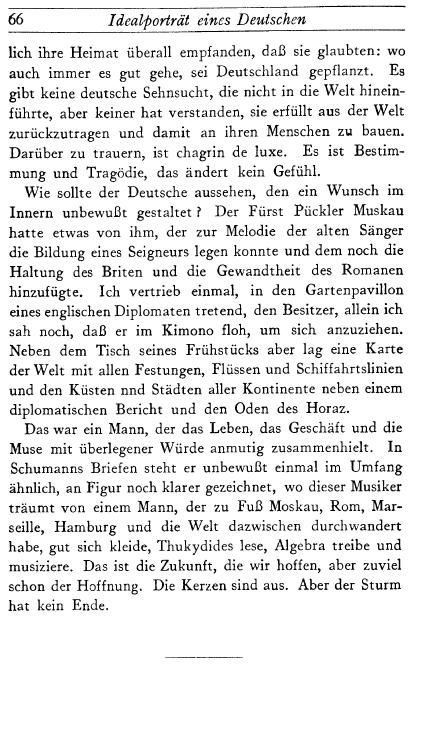 66 Idealporträt eines Deutschen
lich ihre Heimat überall empfanden, daß sie glaubten: wo
auch immer es gut gehe, sei Deutschland gepflanzt. Es
gibt keine deutsche Sehnsucht, die nicht in die Welt hinein-
führte, aber keiner hat verstanden, sie erfüllt aus der Welt
zurückzutragen und damit an ihren Menschen zu bauen.
Darüber zu trauern, ist chagrin de luxe. Es ist Bestim-
mung und Tragödie, das ändert kein Gefühl.
Wie sollte der Deutsche aussehen, den ein Wunsch im
Innern unbewußt gestaltet? Der Fürst Pückler Muskau
hatte etwas von ihm, der zur Melodie der alten Sänger
die Bildung eines Seigneurs legen konnte und dem noch die
Haltung des Briten und die Gewandtheit des Romanen
hinzufügte. Ich vertrieb einmal, in den Gartenpavillon
eines englischen Diplomaten tretend, den Besitzer, allein ich
sah noch, daß er im Kimono floh, um sich anzuziehen.
Neben dem Tisch seines Frühstücks aber lag eine Karte
der Welt mit allen Festungen, Flüssen und Schiffahrtslinien
und den Küsten nnd Städten aller Kontinente neben einem
diplomatischen Bericht und den Oden des Horaz.
Das war ein Mann, der das Leben, das Geschäft und die
Muse mit überlegener Würde anmutig zusammenhielt. In
Schumanns Briefen steht er unbewußt einmal im Umfang
ähnlich, an Figur noch klarer gezeichnet, wo dieser Musiker
träumt von einem Mann, der zu Fuß Moskau, Rom, Mar-
seille, Hamburg und die Welt dazwischen durchwandert
habe, gut sich kleide, Thukydides lese, Algebra treibe und
musiziere. Das ist die Zukunft, die wir hoffen, aber zuviel
schon der Hoffnung. Die Kerzen sind aus. Aber der Sturm
hat kein Ende.